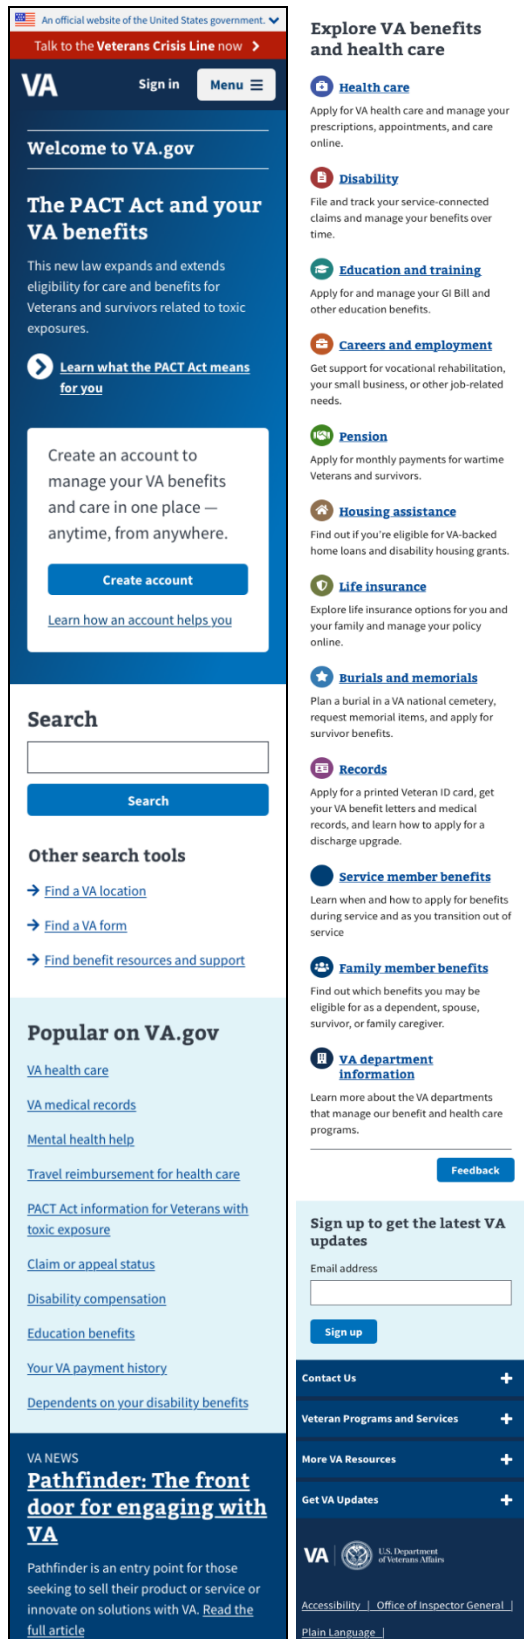 An official website of the United States government.
Talk to the Veterans Crisis Line now
VA
Sign in
Menu
Welcome to VA.gov
The PACT Act and your
VA benefits
This new law expands and extends
eligibility for care and benefits for
Veterans and survivors related to toxic
exposures.
Learn what the PACT Act means
for you
Create an account to
manage your VA benefits
and care in one place —
anytime, from anywhere.
Create account
Learn how an account helps you
Search
Search
Other search tools
Find a VA location
Find a VA form
Find benefit resources and support
Popular on VA.gov
VA health care
VA medical records
Mental health help
Travel reimbursement for health care
PACT Act information for Veterans with
toxic exposure
Claim or appeal status
Disability compensation
Education benefits
Your VA payment history
Dependents on your disability benefits
VA NEWS
Pathfinder: The front
door for engaging with
VA
Pathfinder is an entry point for those
seeking to sell their product or service or
innovate on solutions with VA. Read the
full article
Explore VA benefits
and health care
Health care
Apply for VA health care and manage your
prescriptions, appointments, and care
online.
Disability
File and track your service-connected
claims and manage your benefits over
time.
Education and training
Apply for and manage your GI Bill and
other education benefits.
Careers and employment
Get support for vocational rehabilitation,
your small business, or other job-related
needs.
Pension
Apply for monthly payments for wartime
Veterans and survivors.
Housing assistance
Find out if you're eligible for VA-backed
home loans and disability housing grants.
Life insurance
Explore life insurance options for you and
your family and manage your policy
online.
Burials and memorials
Plan a burial in a VA national cemetery,
request memorial items, and apply for
survivor benefits.
Records
Apply for a printed Veteran ID card, get
your VA benefit letters and medical
records, and learn how to apply for a
discharge upgrade.
Service member benefits
Learn when and how to apply for benefits
during service and as you transition out of
service
Family member benefits
Find out which benefits you may be
eligible for as a dependent, spouse,
survivor, or family caregiver.
VA department
information
Learn more about the VA departments
that manage our benefit and health care
programs.
Feedback
Sign up to get the latest VA
updates
Email address
Sign up
Contact Us
Veteran Programs and Services
More VA Resources
Get VA Updates
VA
U.S. Department
of Veterans Affairs
Accessibility | Office of Inspector General |
Plain Language |